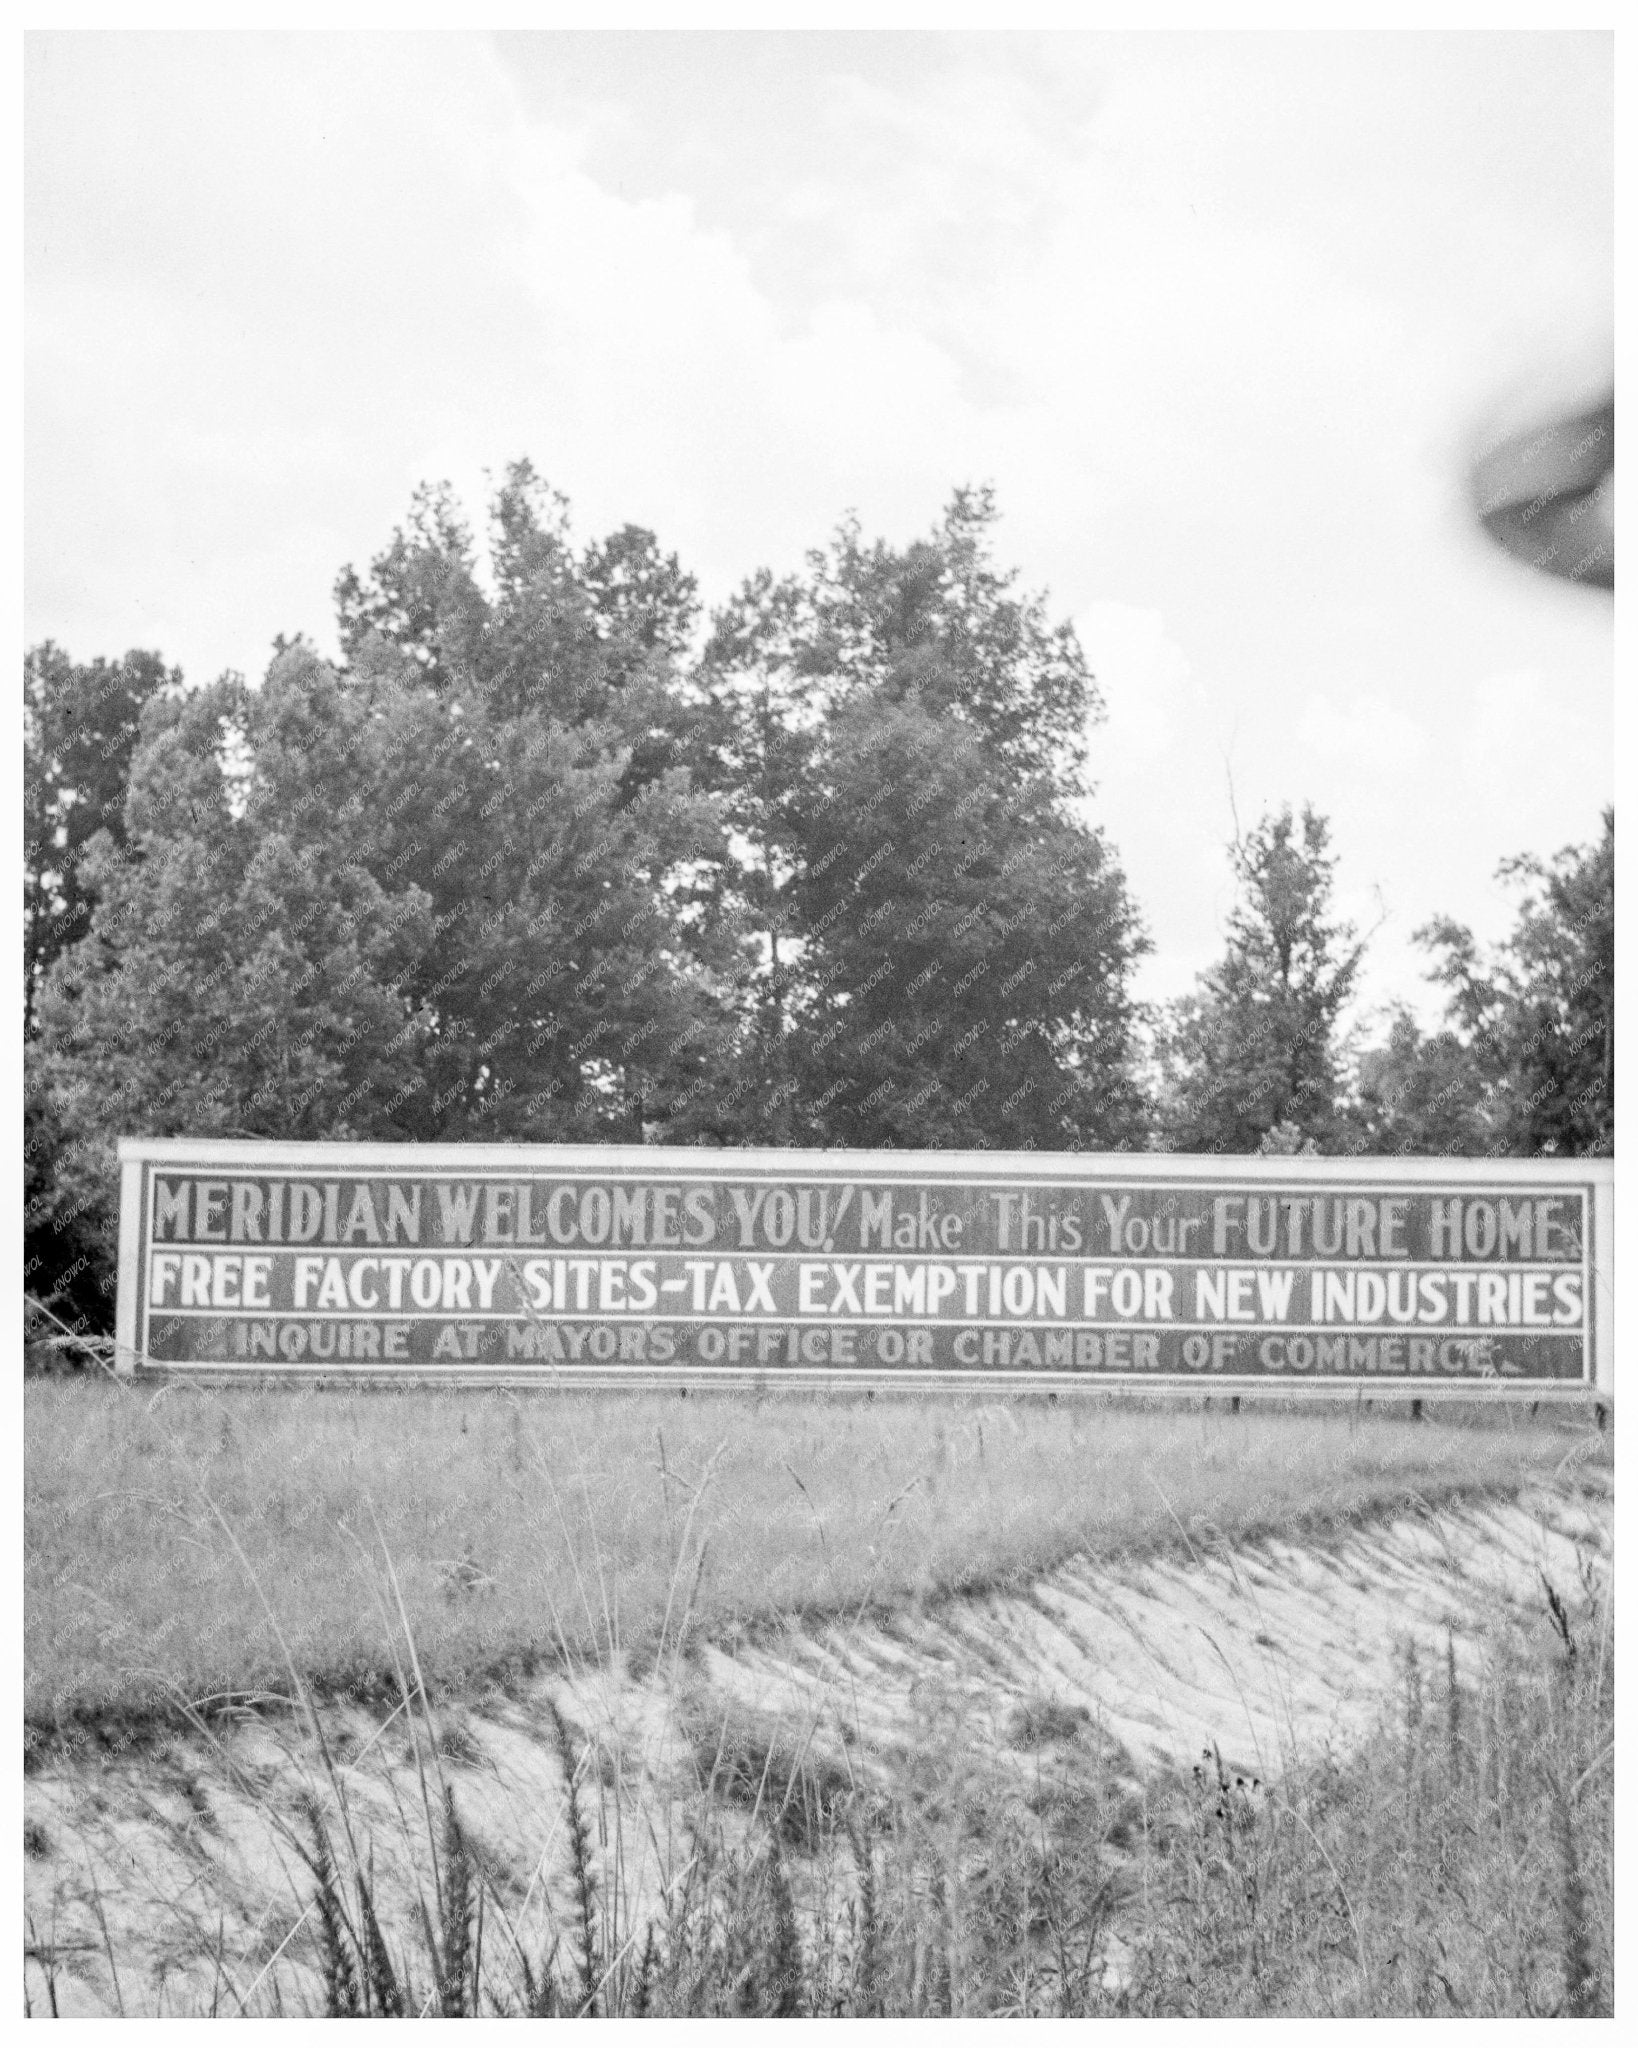 MERIDIAN WELCOMES YOU! Make This Your FUTURE HOME.
FREE FACTORY SITES-TAX EXEMPTION FOR NEW INDUSTRIES
INQUIRE AT MAYORS OFFICE OR CHAMBER OF COMMERCE.